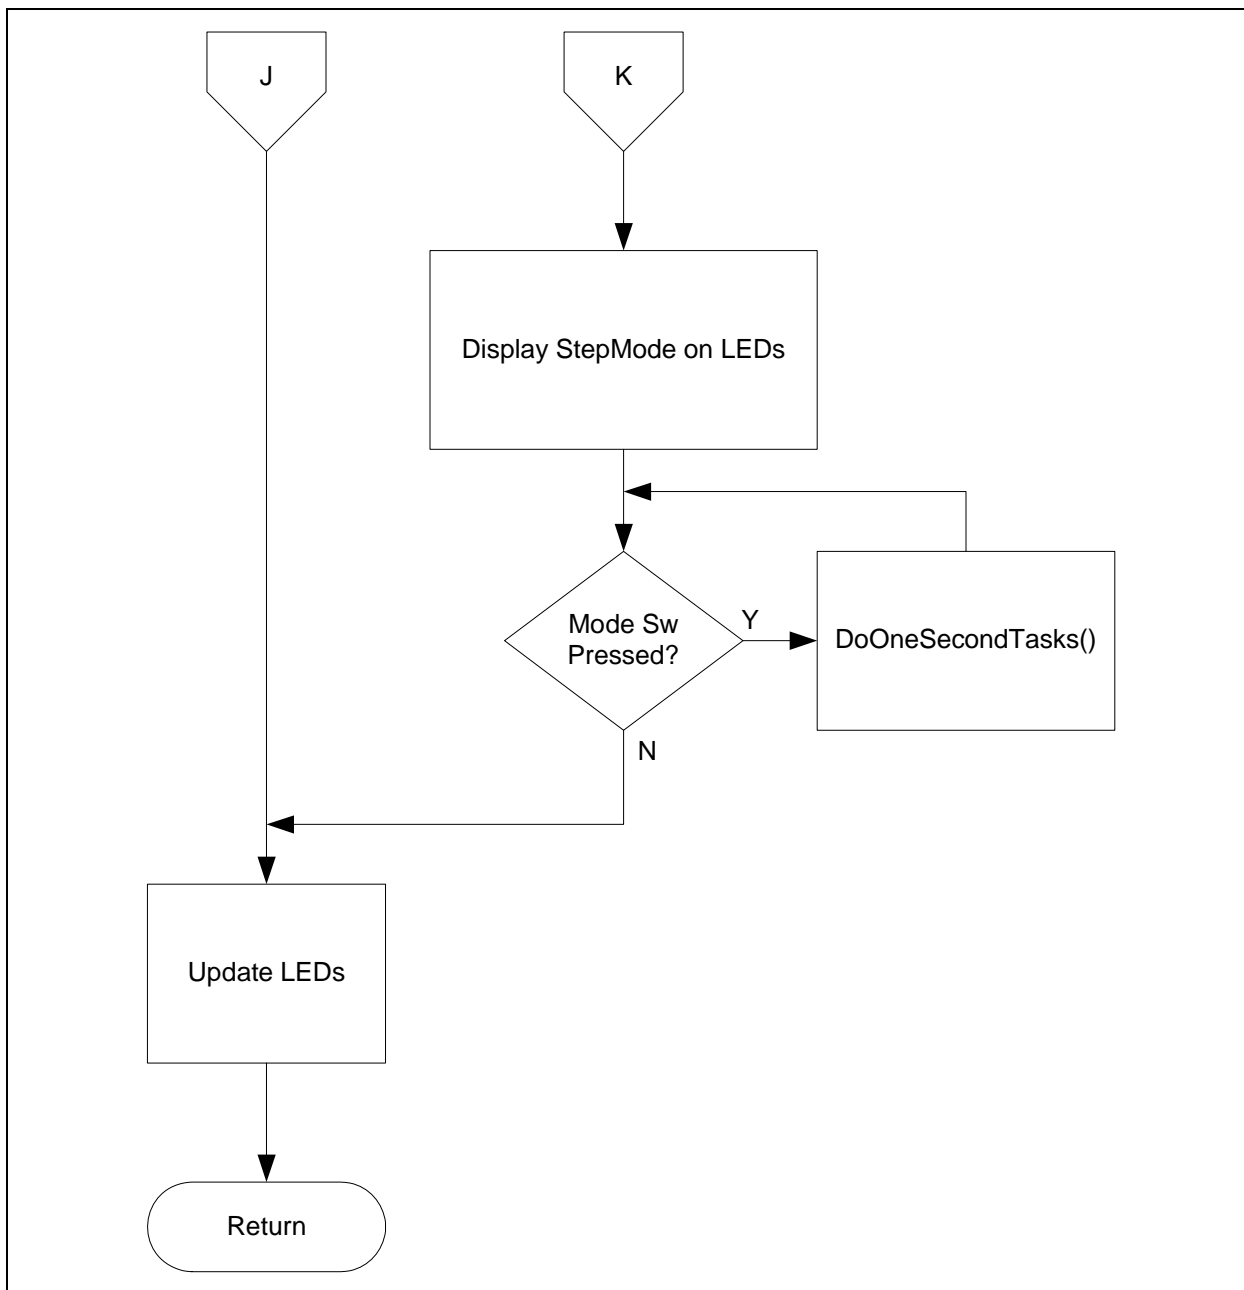 J
K
Display StepMode on LEDs
Mode Sw
Pressed?
Y
DoOneSecondTasks()
N
Update LEDs
Return